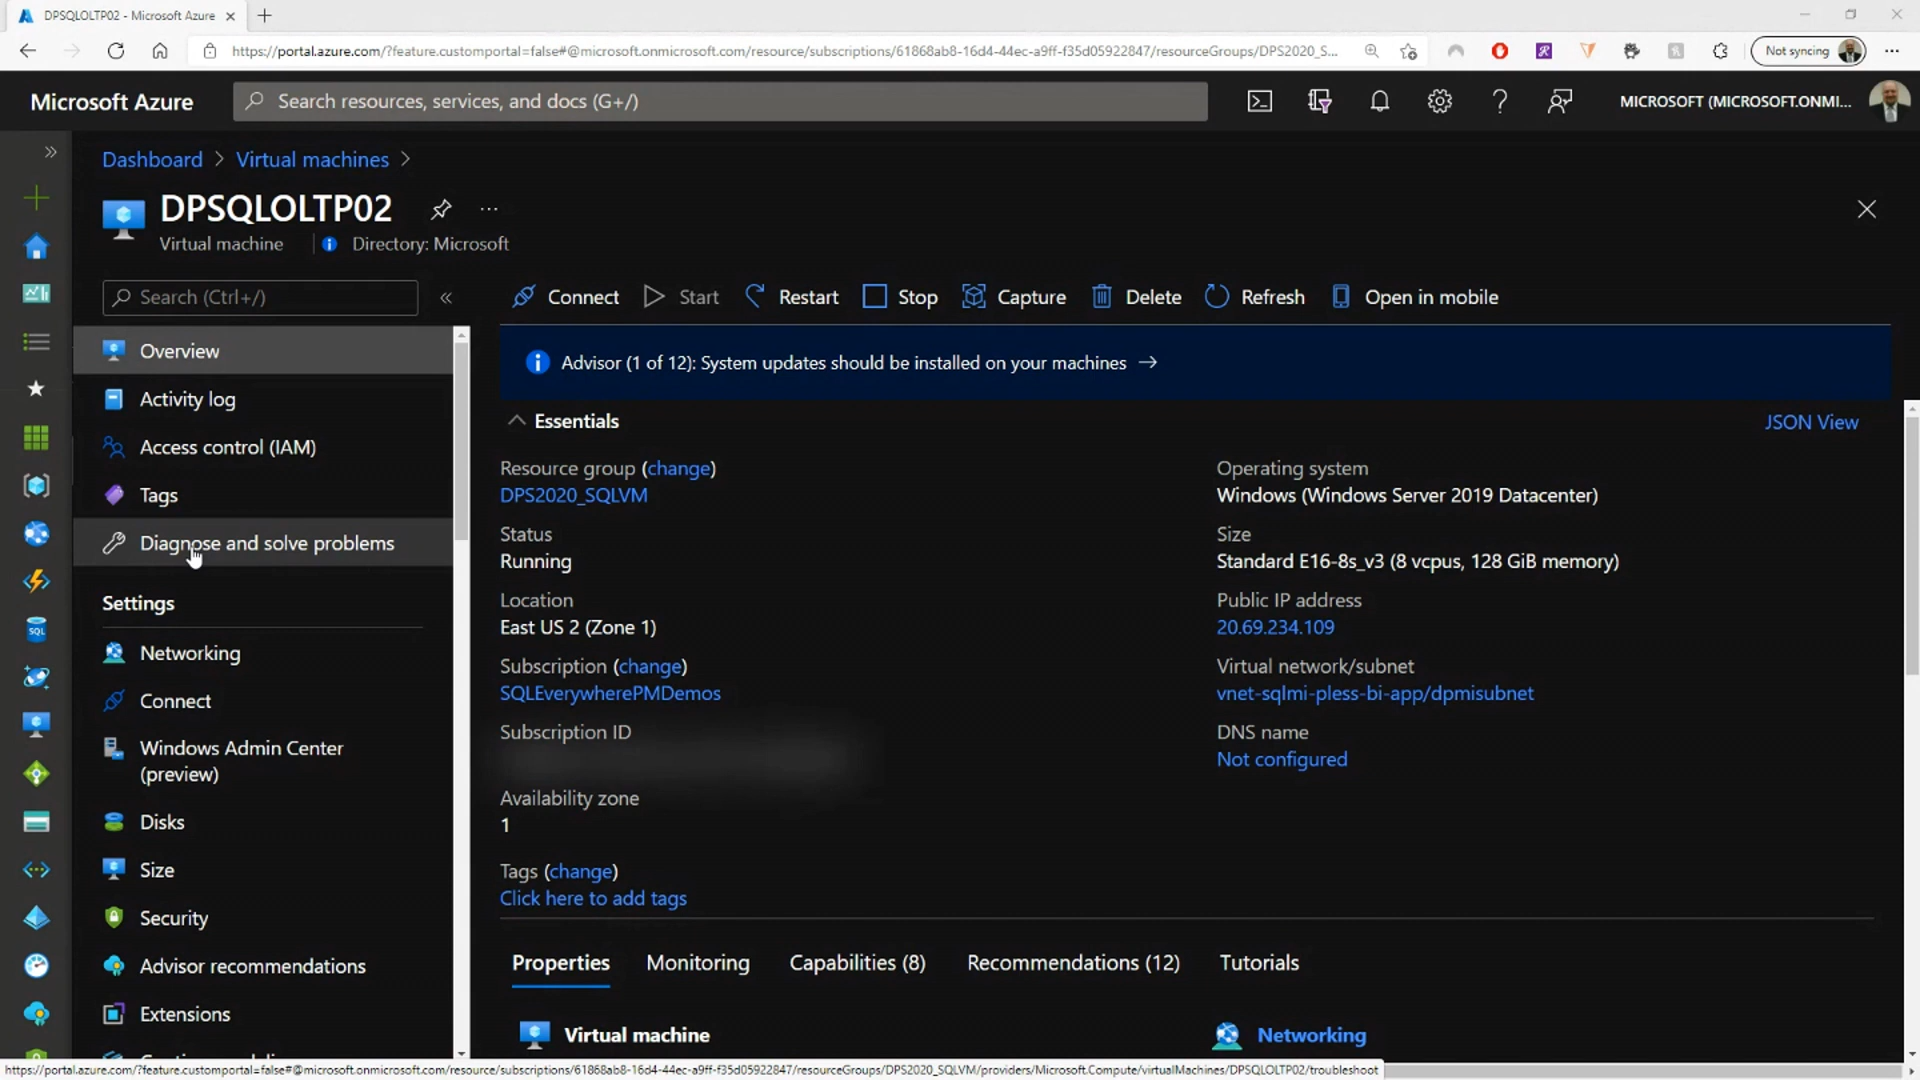 DPSQLOLTP02 - Microsoft Azure
https://portal.azure.com/?feature.customportal=false#@microsoft.onmicrosoft.com/resource/subscriptions/61868ab8-16d4-44ec-a9ff-f35d05922847/resourceGroups/DPS2020_S...
Not syncing
Microsoft Azure
Search resources, services, and docs (G+/)
MICROSOFT (MICROSOFT.ONMI...
Dashboard > Virtual machines >
DPSQLOLTP02
...
Virtual machine
Directory: Microsoft
Search (Ctrl+/)
Connect
Start
Restart
Stop
Capture
Delete
Refresh
Open in mobile
Overview
Activity log
Access control (IAM)
Tags
Diagnose and solve problems
Settings
Networking
Connect
Windows Admin Center
(preview)
Disks
Size
Security
Advisor recommendations
Extensions
SQL
Advisor (1 of 12): System updates should be installed on your machines →
Essentials
JSON View
Resource group (change)
DPS2020_SQLVM
Status
Running
Location
East US 2 (Zone 1)
Subscription (change)
SQLEverywherePMDemos
Subscription ID
Availability zone
1
Tags (change)
Click here to add tags
Operating system
Windows (Windows Server 2019 Datacenter)
Size
Standard E16-8s_v3 (8 vcpus, 128 GiB memory)
Public IP address
20.69.234.109
Virtual network/subnet
vnet-sqlmi-pless-bi-app/dpmisubnet
DNS name
Not configured
Properties
Monitoring
Capabilities (8)
Recommendations (12)
Tutorials
Virtual machine
Networking
https://portal.azure.com/?feature.customportal=false#@microsoft.onmicrosoft.com/resource/subscriptions/61868ab8-16d4-44ec-a9ff-f35d05922847/resourceGroups/DPS2020_SQLVM/providers/Microsoft.Compute/virtualMachines/DPSQLOLTP02/troubleshoot